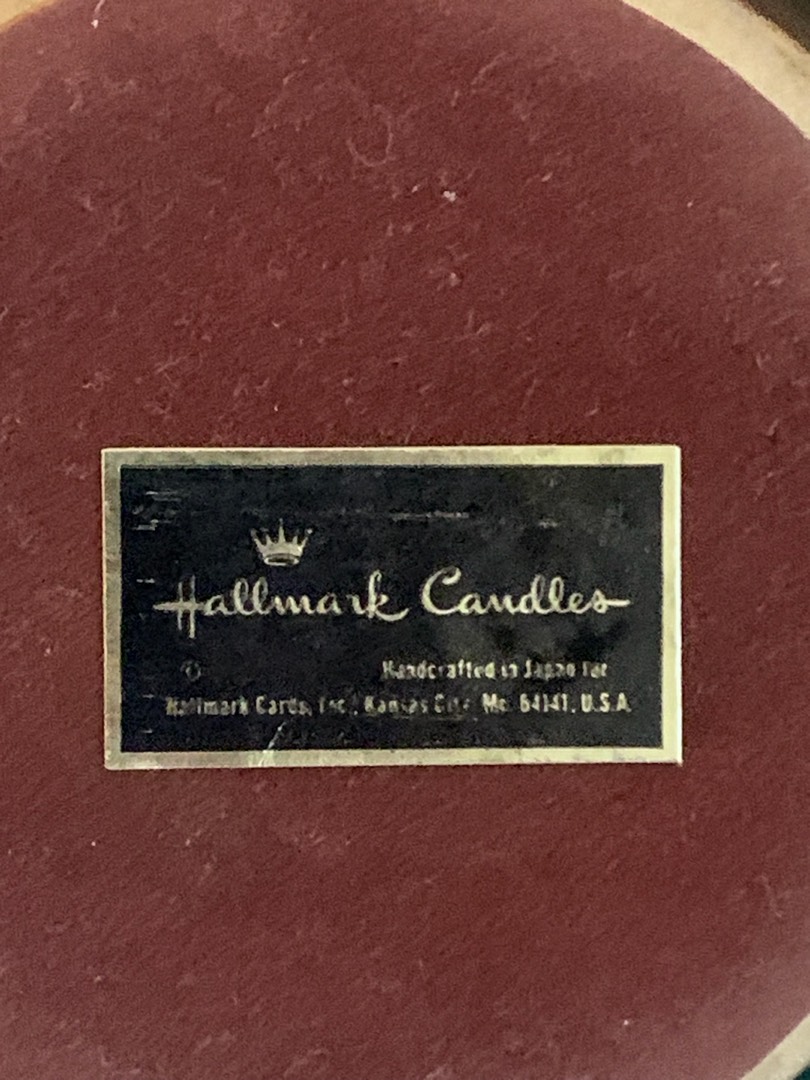 Hallmark Candles
©
Handcrafted in Japan for
Hallmark Cards, Inc., Kansas City, Mo. 64141, U.S.A.